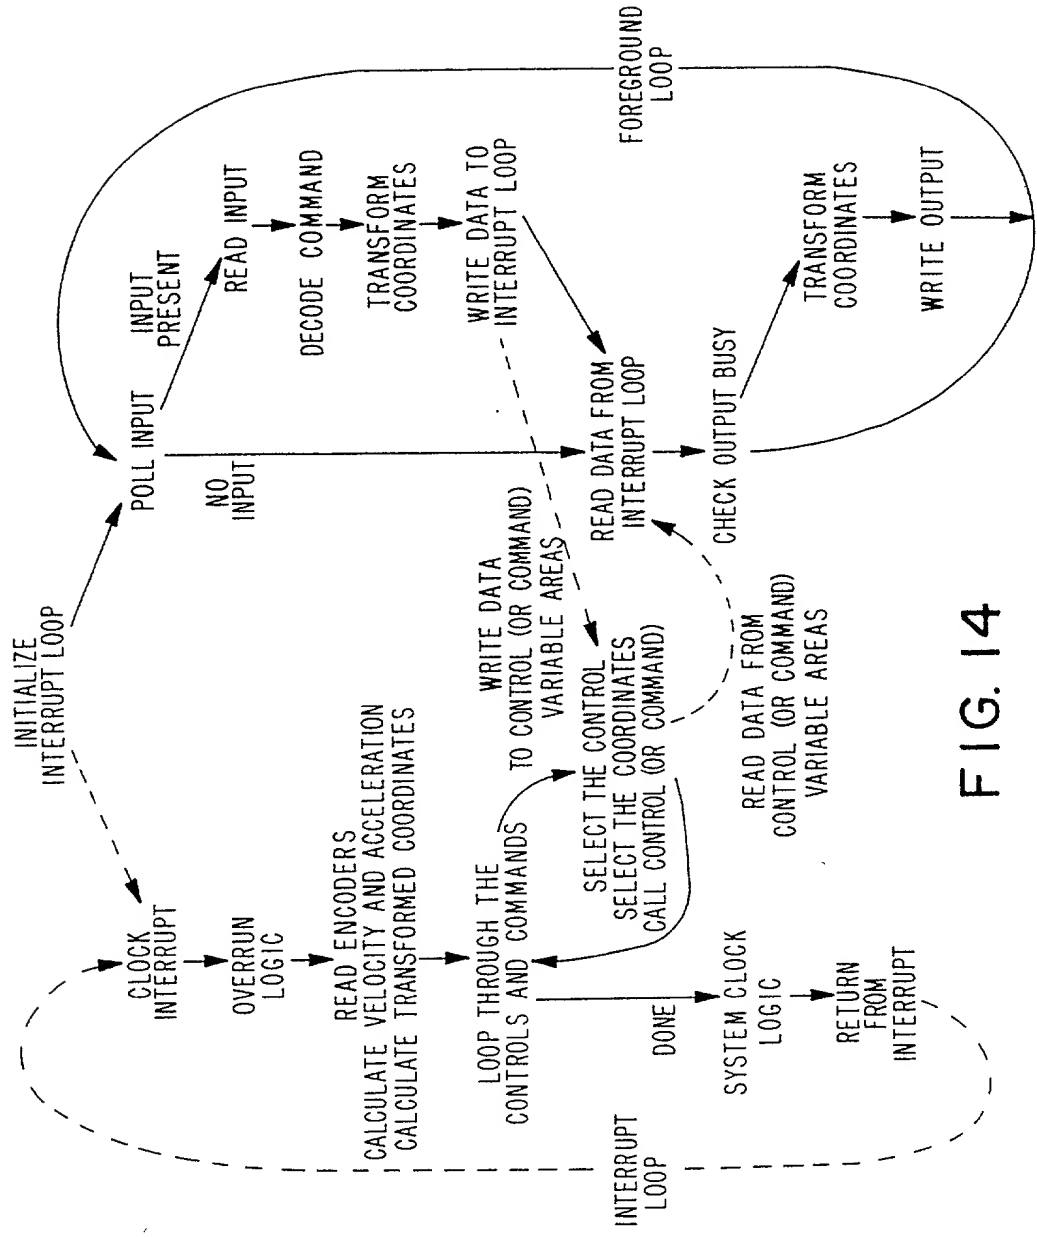 INITIALIZE
INTERRUPT LOOP
CLOCK
INTERRUPT
OVERRUN
LOGIC
READ ENCODERS
CALCULATE VELOCITY AND ACCELERATION
CALCULATE TRANSFORMED COORDINATES
LOOP THROUGH THE
CONTROLS AND COMMANDS
DONE
SYSTEM CLOCK
LOGIC
RETURN
FROM
INTERRUPT
INTERRUPT
LOOP
WRITE DATA
TO CONTROL (OR COMMAND)
VARIABLE AREAS
SELECT THE CONTROL
SELECT THE COORDINATES
CALL CONTROL (OR COMMAND)
READ DATA FROM
CONTROL (OR COMMAND)
VARIABLE AREAS
POLL INPUT
NO
INPUT
INPUT
PRESENT
READ INPUT
DECODE COMMAND
TRANSFORM
COORDINATES
WRITE DATA TO
INTERRUPT LOOP
READ DATA FROM
INTERRUPT LOOP
CHECK OUTPUT BUSY
TRANSFORM
COORDINATES
WRITE OUTPUT
FOREGROUND
LOOP
FIG. 14